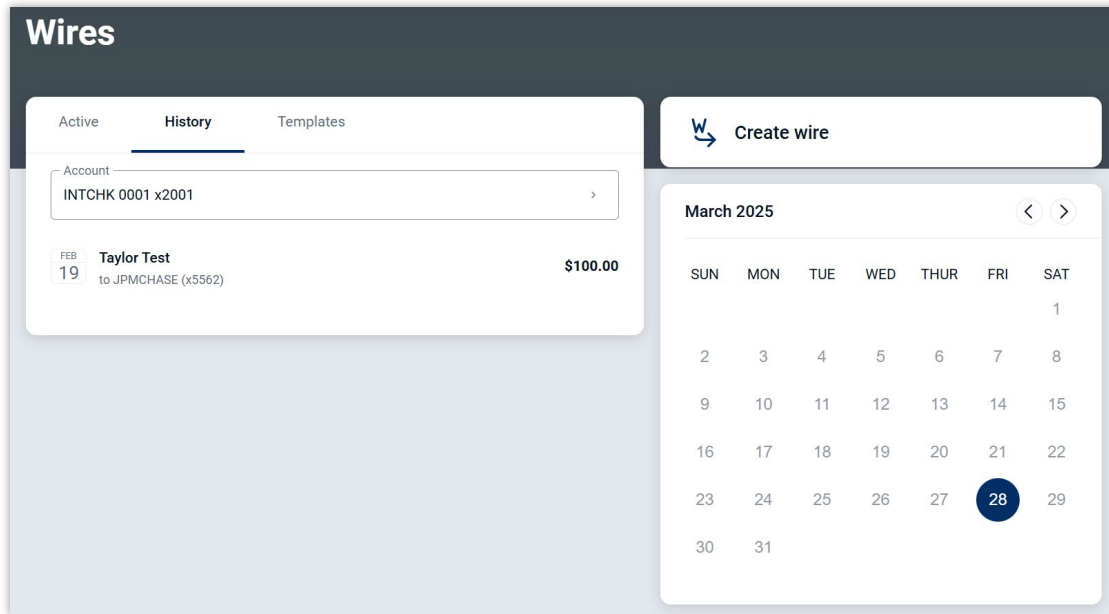 Wires
Active History Templates
Account
INTCHK 0001 x2001
FEB
19
Taylor Test
to JPMCHASE (x5562)
$100.00
W
Create wire
March 2025
SUN MON TUE WED THUR FRI SAT
1
2 3 4 5 6 7 8
9 10 11 12 13 14 15
16 17 18 19 20 21 22
23 24 25 26 27 28 29
30 31